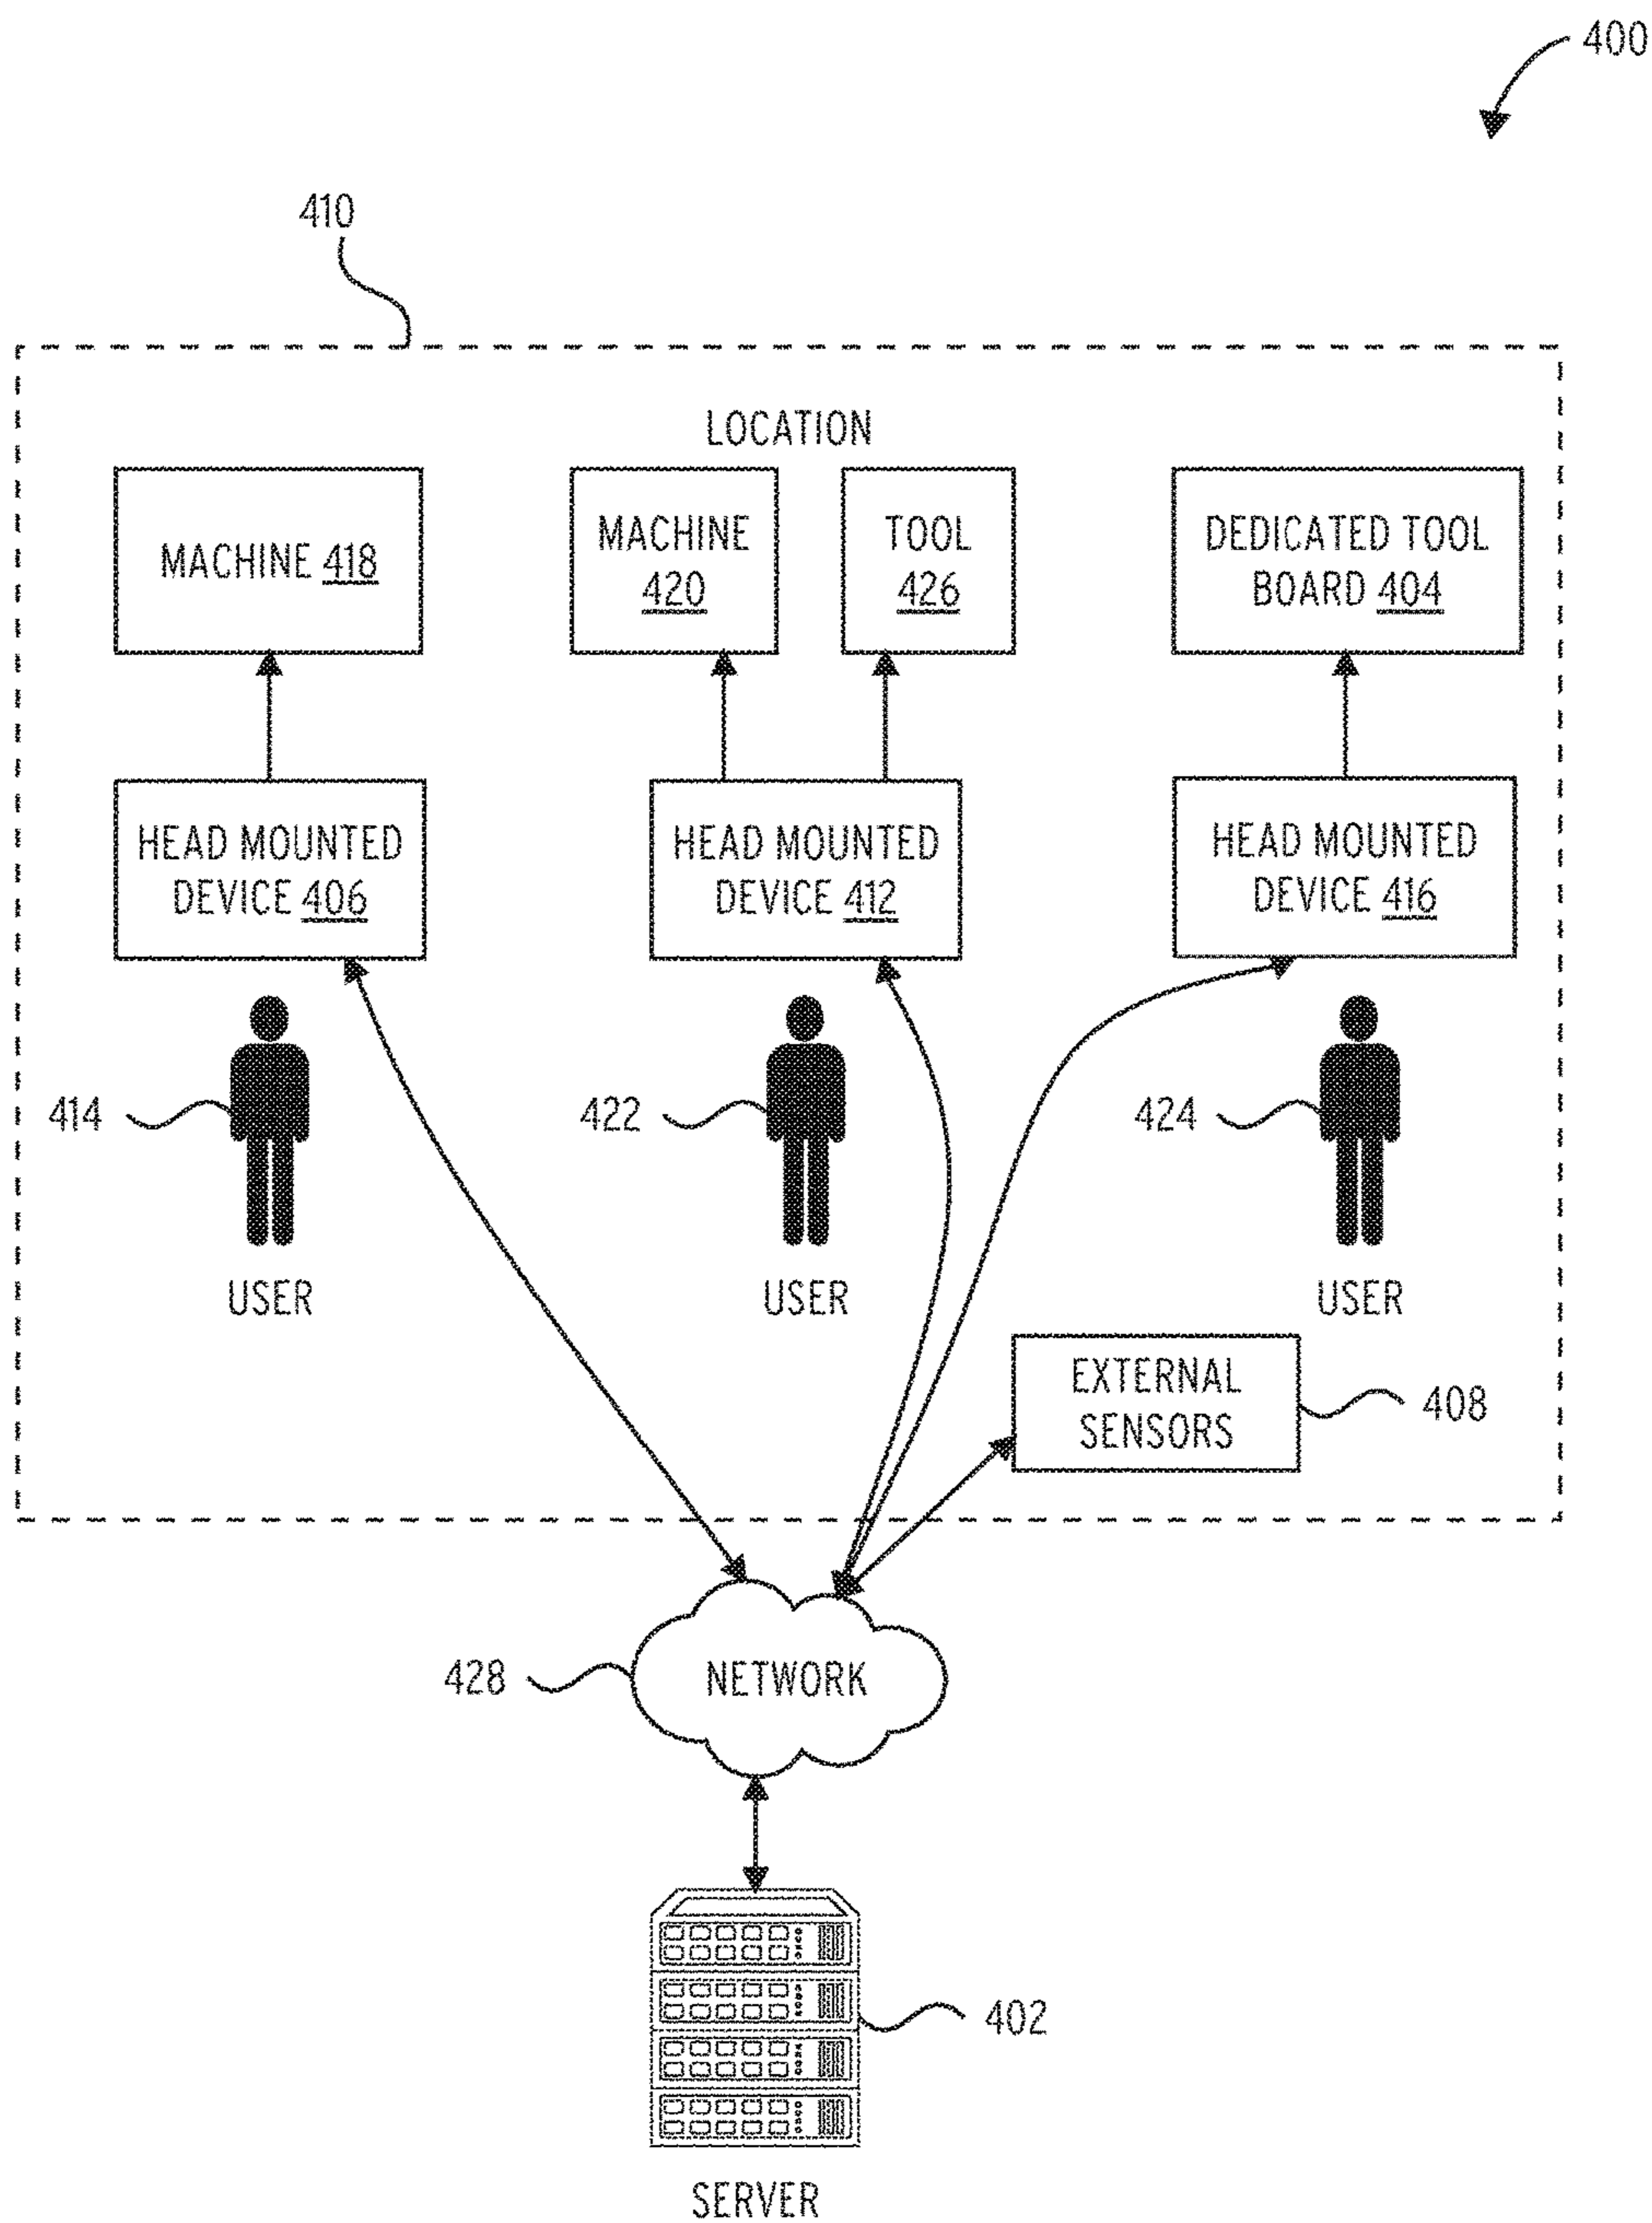 400
410
LOCATION
MACHINE 418
MACHINE
420
TOOL
426
DEDICATED TOOL
BOARD 404
HEAD MOUNTED
DEVICE 406
HEAD MOUNTED
DEVICE 412
HEAD MOUNTED
DEVICE 416
414
422
424
USER
USER
USER
EXTERNAL
SENSORS
408
428
NETWORK
402
SERVER